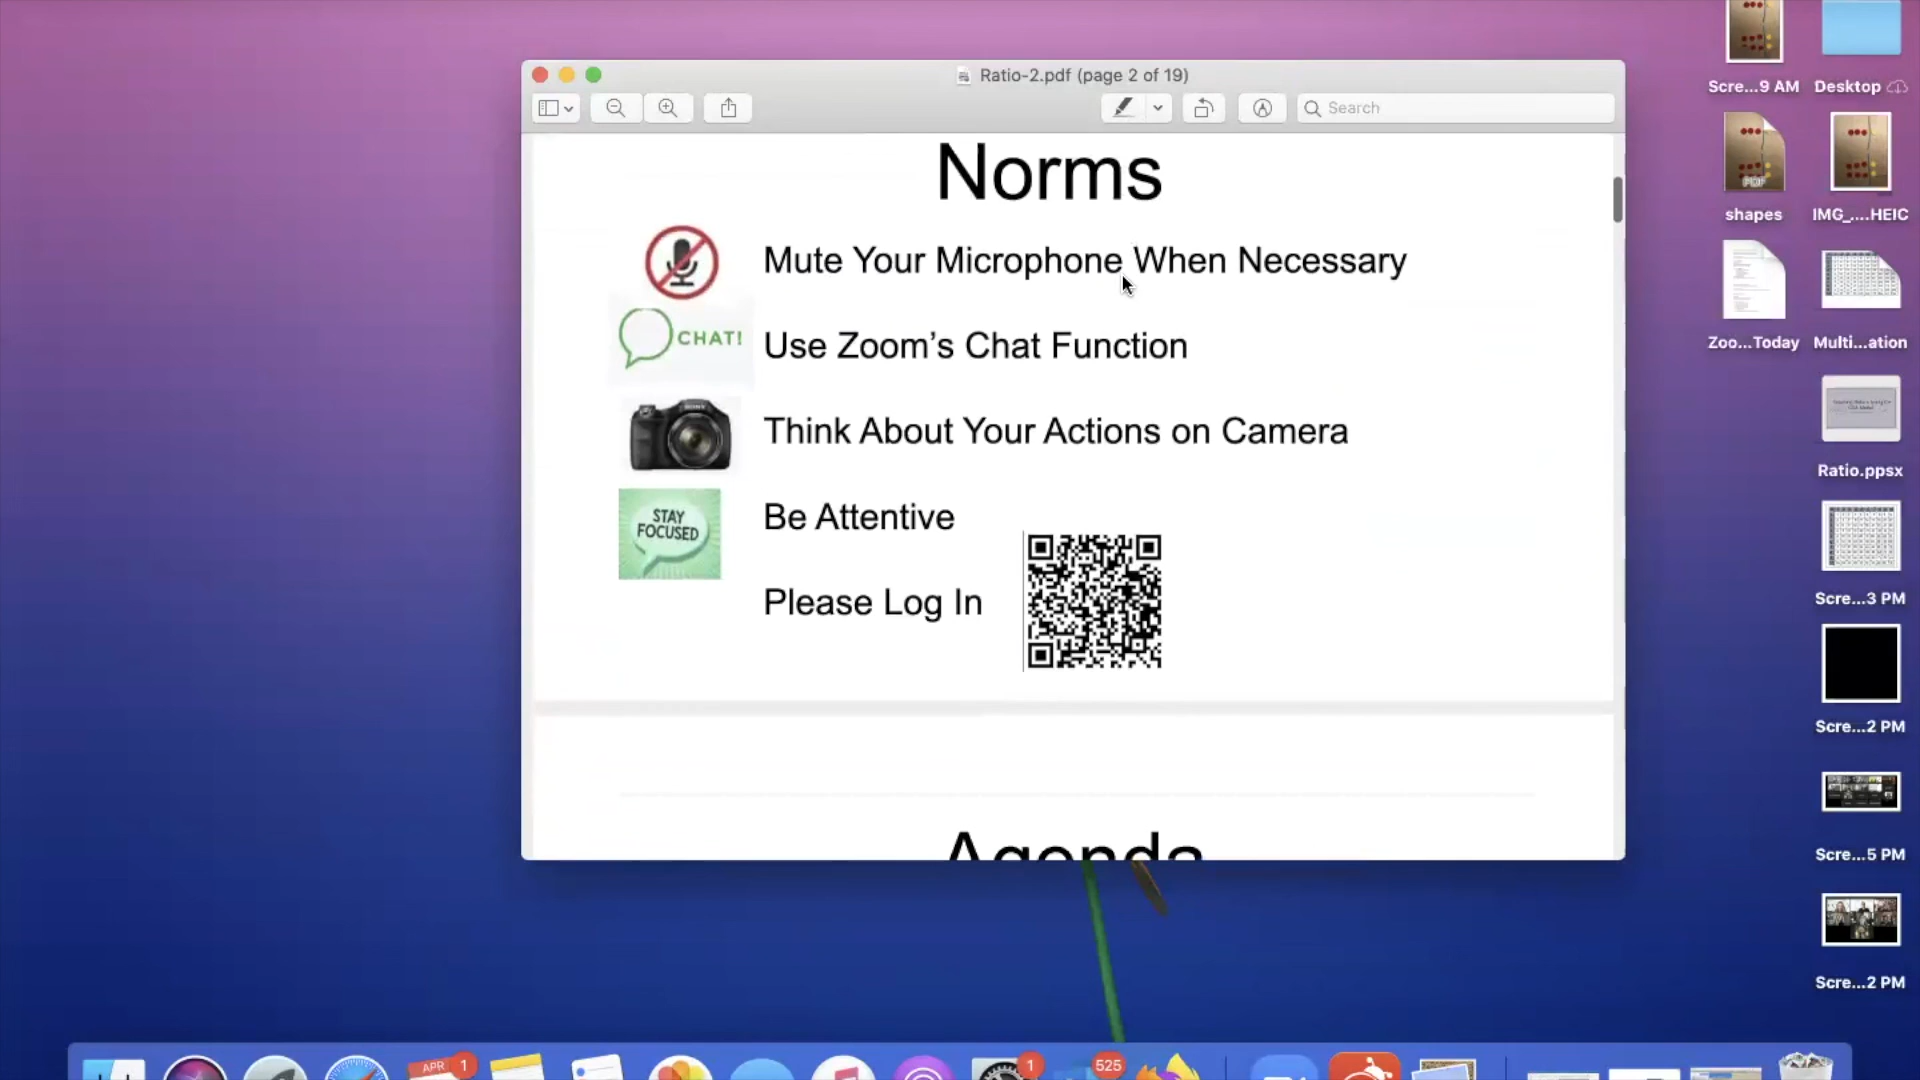 Ratio-2.pdf (page 2 of 19)
Search
Norms
Mute Your Microphone When Necessary
CHAT!
Use Zoom’s Chat Function
Think About Your Actions on Camera
STAY
FOCUSED
Be Attentive
Please Log In
Agenda
Scre...9 AM
Desktop
PDF
shapes
IMG_....HEIC
Zoo...Today
Multi...ation
Ratio.ppsx
Scre...3 PM
Scre...2 PM
Scre...5 PM
Scre...2 PM
APR
1
1
525